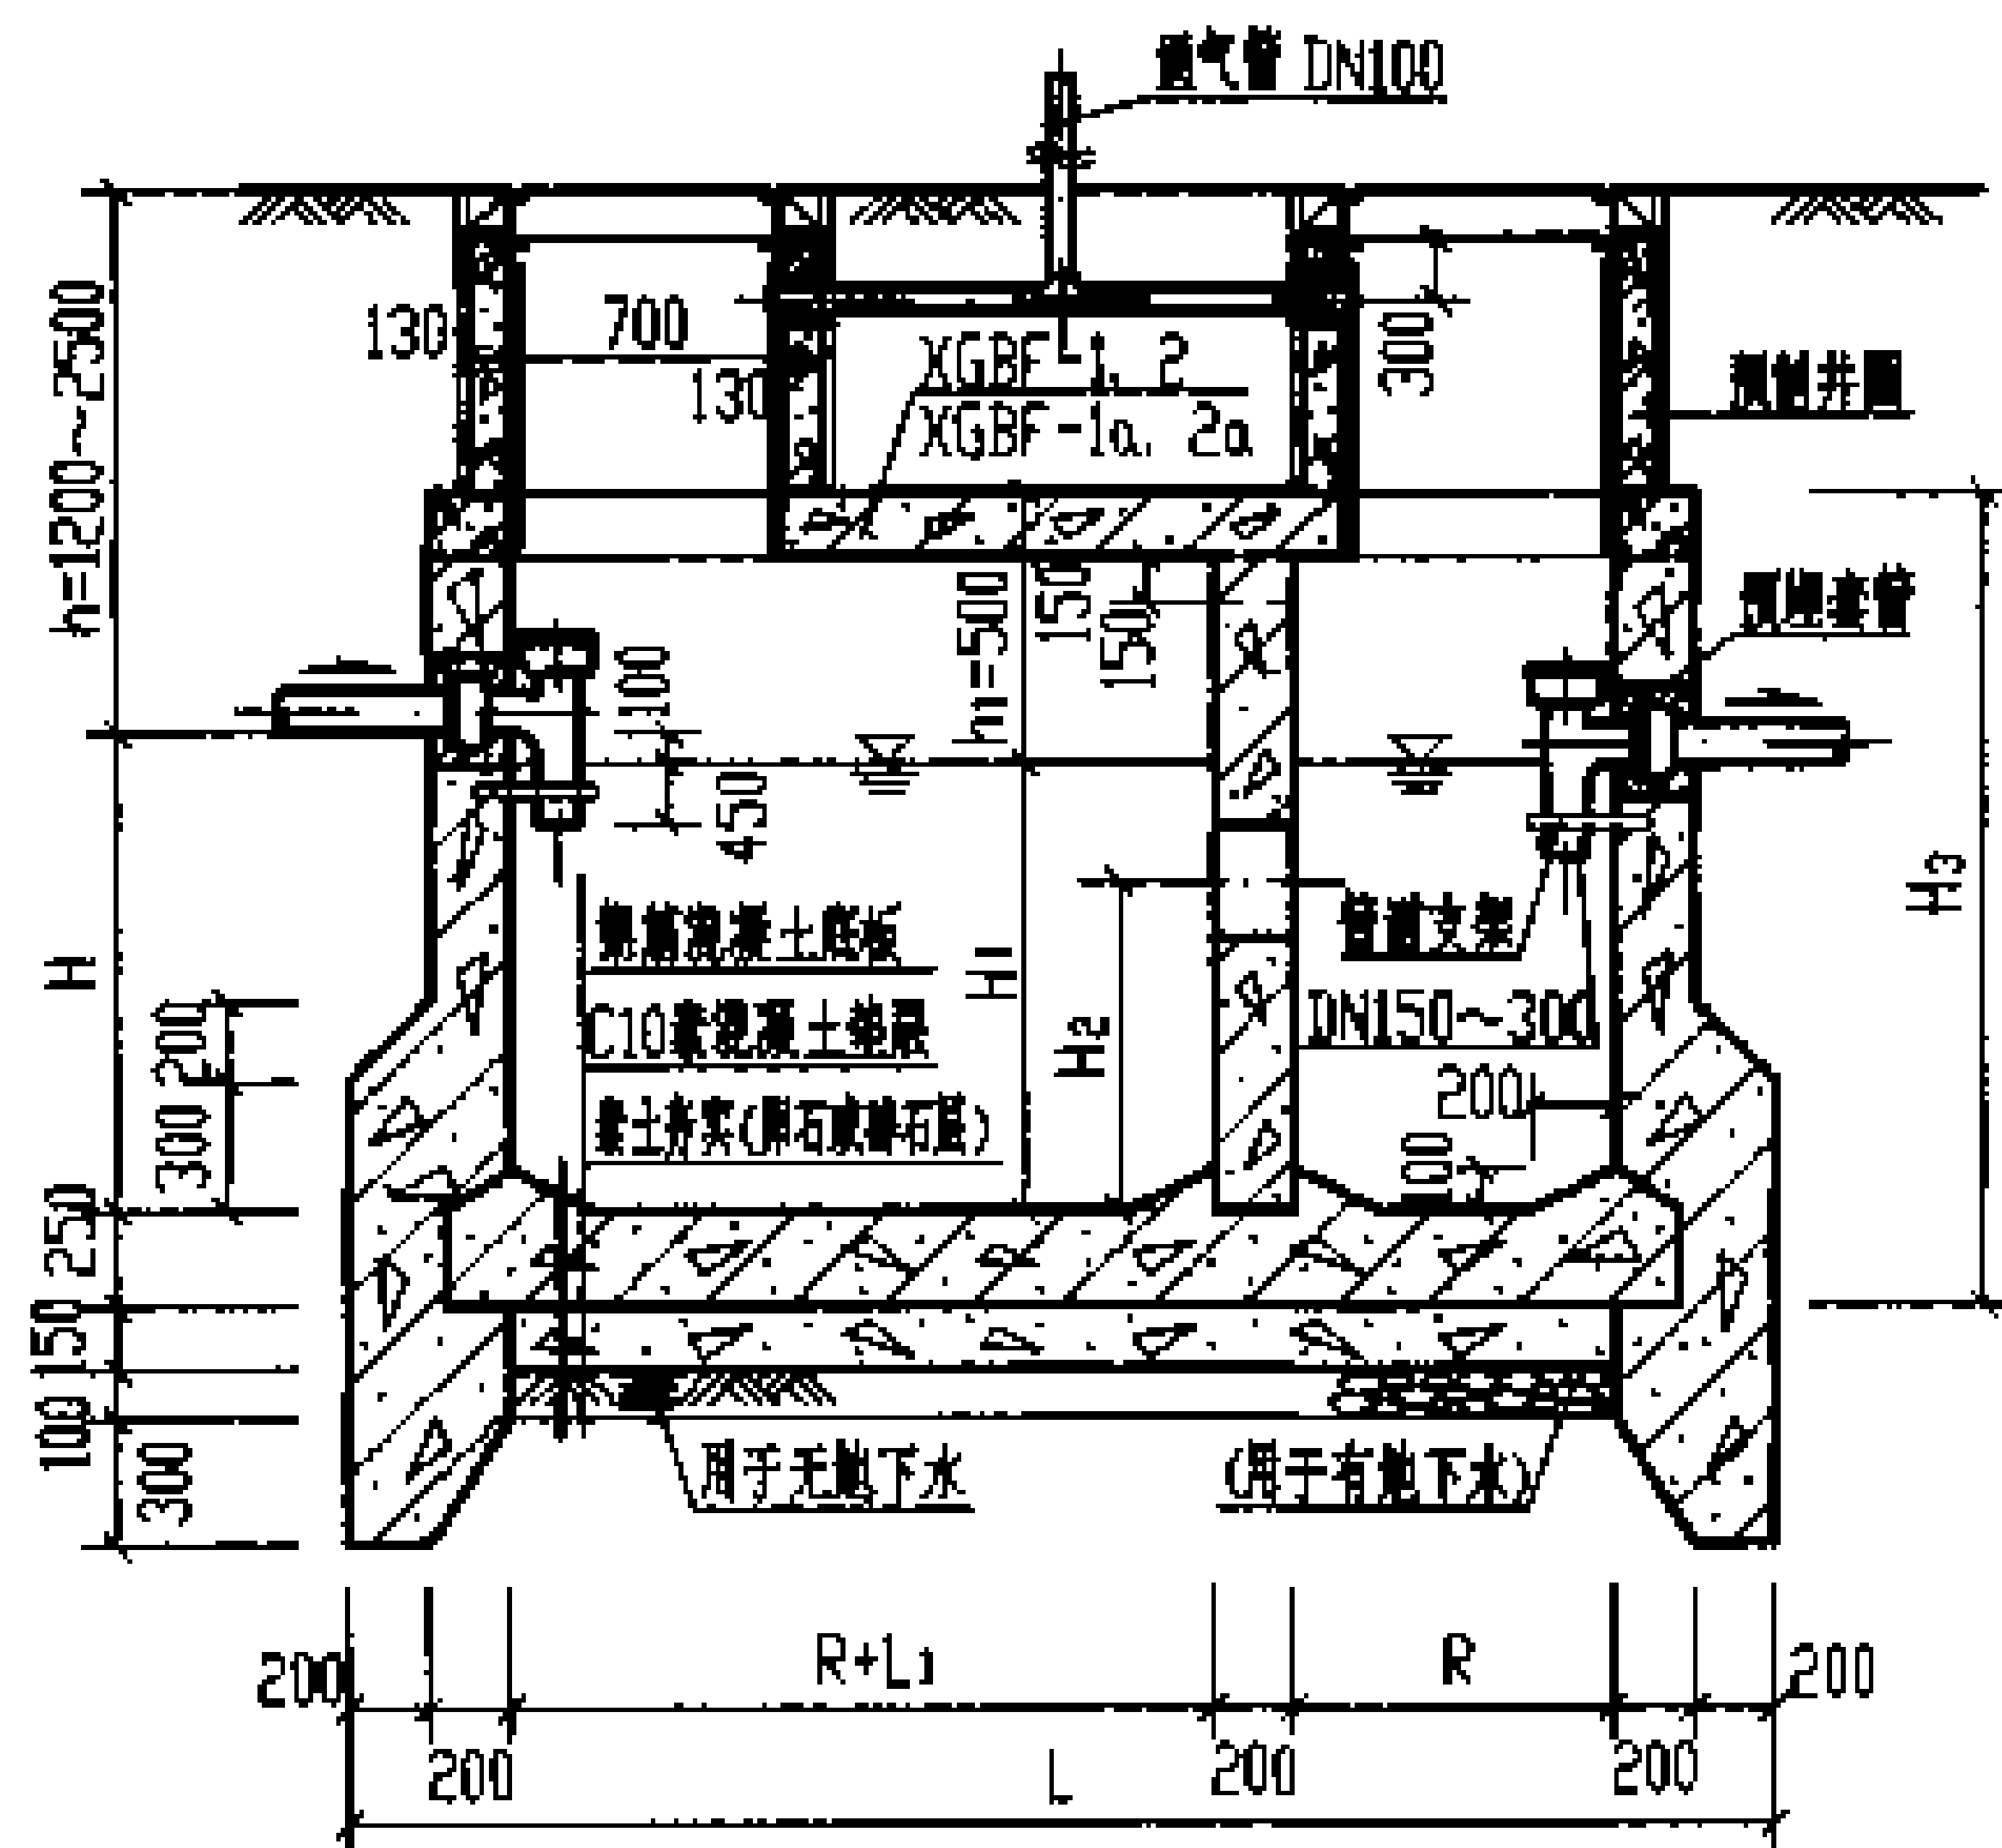 通气管 DN100
130
700
130
XGBF-1、2
XGBF-1a、2a
300
预制井圈
h=1200~2500
h1=500
150
150
预埋套管
100
450
H3
H
H1
H2
钢筋混凝土底板
C10素混凝土垫层
素土夯实(卵石或碎石层)
管道支架
DN150~300
200
100
200
300
250
150
100
300
用于无地下水
(用于有地下水)
200
R+L1
R
200
200
L
200
200